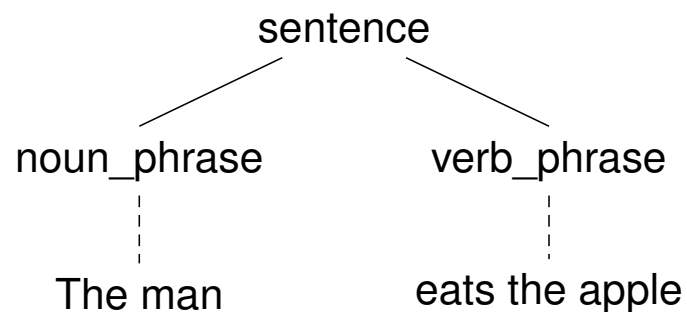 sentence
noun_phrase verb_phrase
The man eats the apple